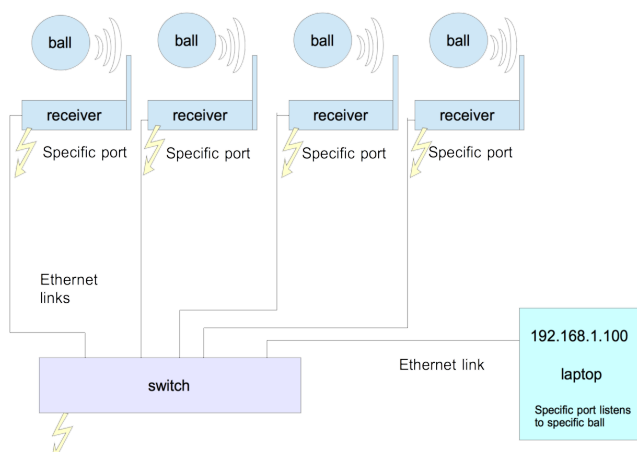 ball
ball
ball
ball
receiver
receiver
receiver
receiver
Specific port
Specific port
Specific port
Specific port
Ethernet
links
192.168.1.100
Ethernet link
laptop
switch
Specific port listens
to specific ball